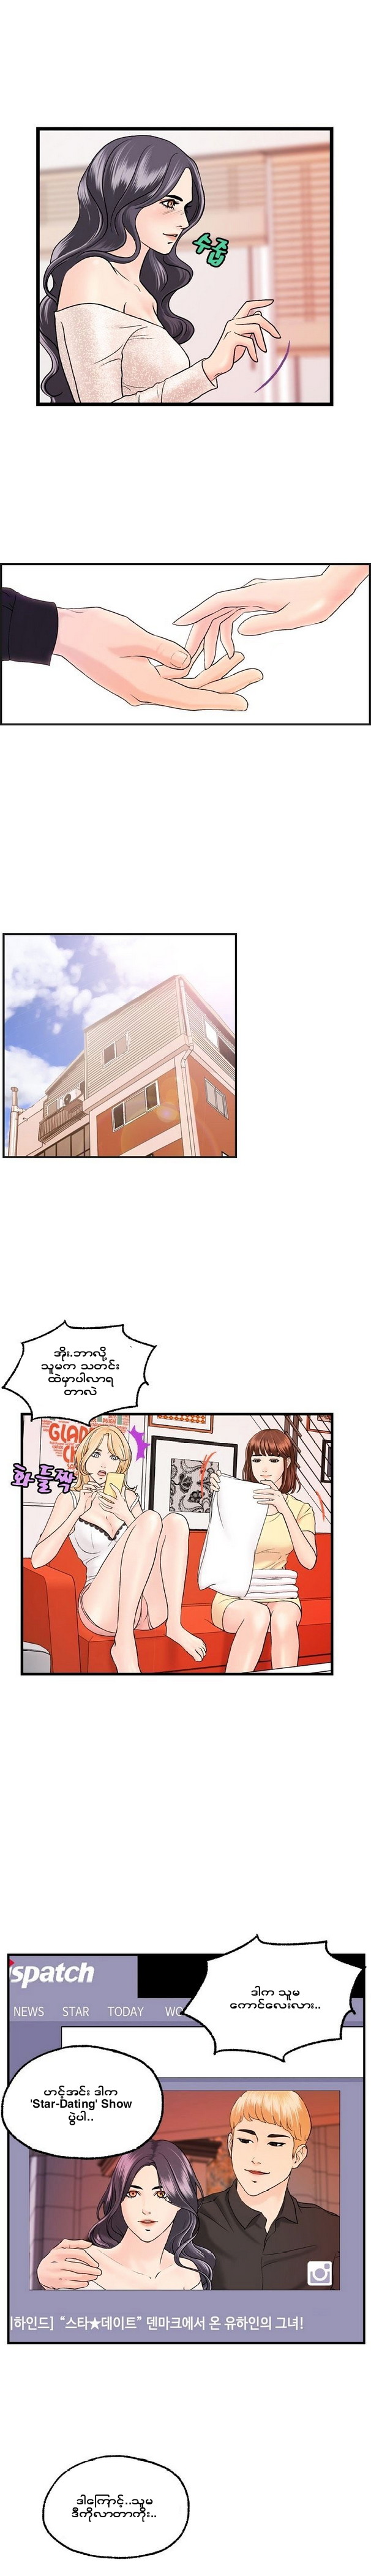 수줍
အိုး.ဘာလို့
သူမက သတင်း
ထဲမှာပါလာရ
တာလဲ
GLAD
화들짝
spatch
ဒါက သူမ
ကောင်လေးလား..
NEWS STAR TODAY WO
ဟင့်အင်း ဒါက
'Star-Dating' Show
ပွဲပါ..
하인드] “스타★데이트” 덴마크에서 온 유하인의 그녀!
ဒါကြောင့်..သူမ
ဒီကိုလာတာကိုး..